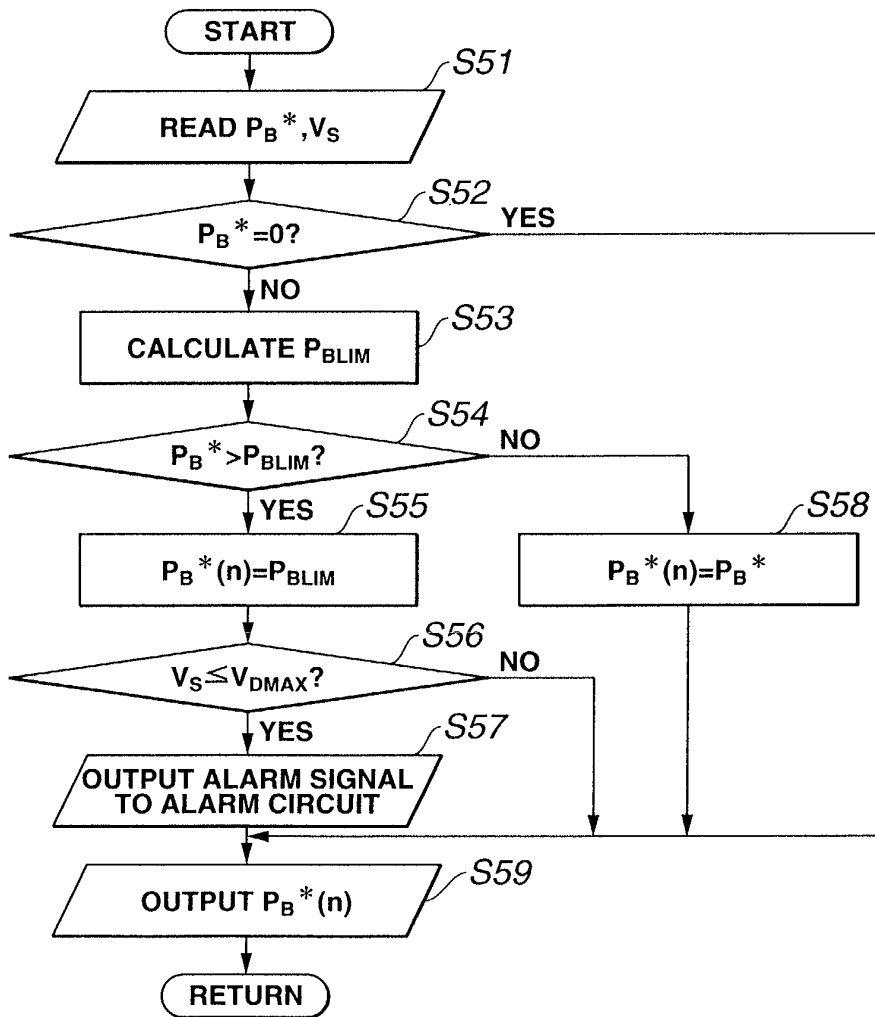 START
S51
READ P_B*,V_S
S52
P_B*=0?
YES
NO
S53
CALCULATE P_BLIM
S54
P_B*>P_BLIM?
NO
YES
S55
S58
P_B*(n)=P_BLIM
P_B*(n)=P_B*
S56
V_S≦V_DMAX?
NO
YES
S57
OUTPUT ALARM SIGNAL
TO ALARM CIRCUIT
S59
OUTPUT P_B*(n)
RETURN